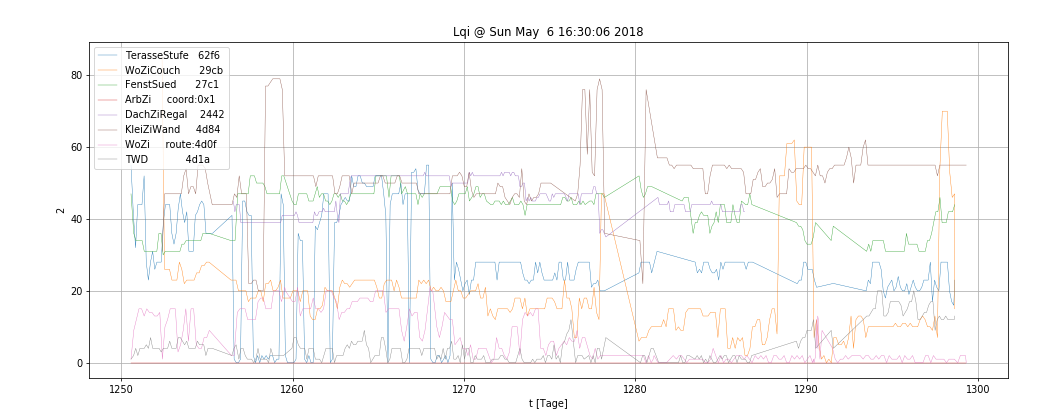 Lqi @ Sun May  6 16:30:06 2018
TerasseStufe   62f6
WoZiCouch      29cb
FenstSued      27c1
ArbZi     coord:0x1
DachZiRegal    2442
KleiZiWand     4d84
WoZi     route:4d0f
TWD            4d1a
80
60
40
20
0
2
1250 1260 1270 1280 1290 1300
t [Tage]